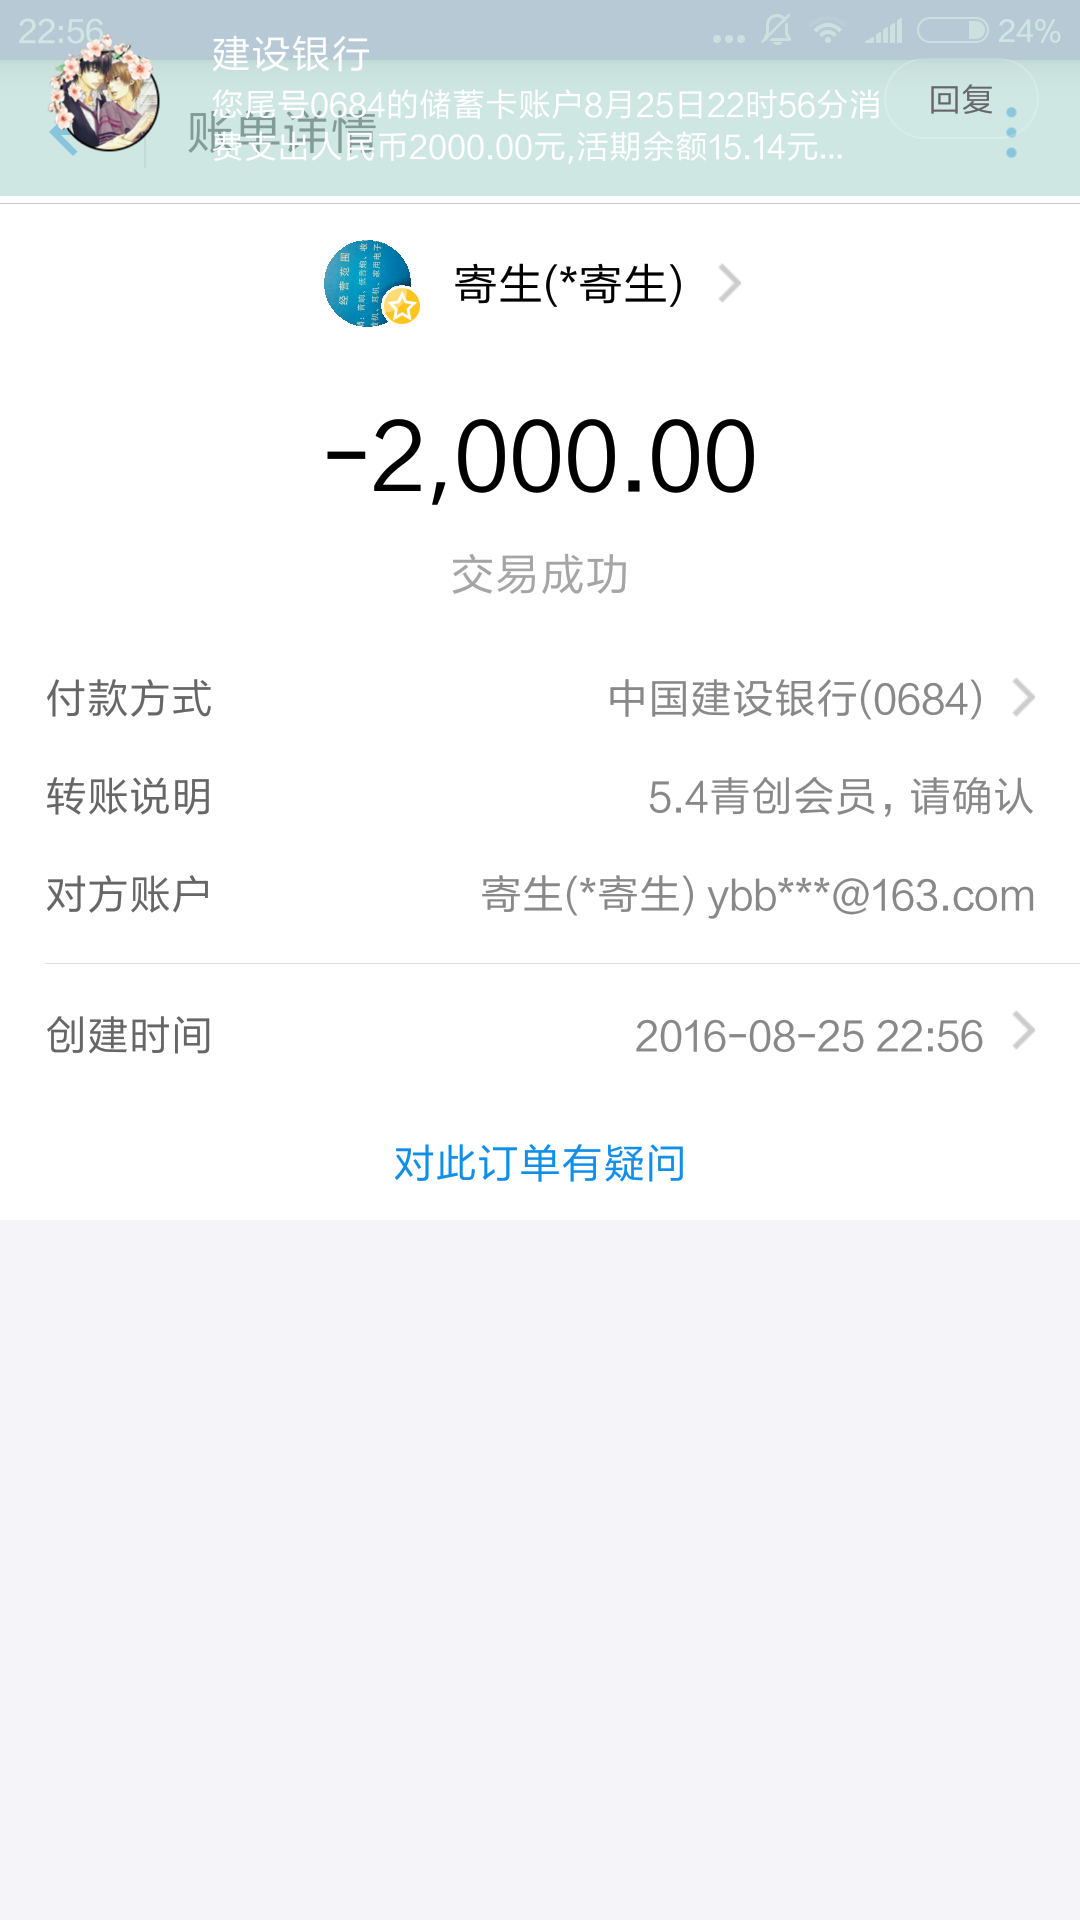 22:56
24%
建设银行
您尾号0684的储蓄卡账户8月25日22时56分消
费支出人民币2000.00元,活期余额15.14元...
回复
账单详情
寄生(*寄生)
-2,000.00
交易成功
付款方式 中国建设银行(0684)
转账说明 5.4青创会员，请确认
对方账户 寄生(*寄生) ybb***@163.com
创建时间 2016-08-25 22:56
对此订单有疑问